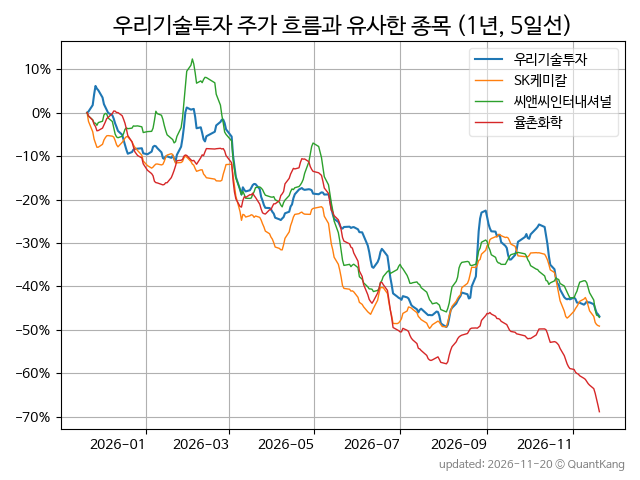 우리기술투자 주가 흐름과 유사한 종목 (1년, 5일선)
우리기술투자
SK케미칼
씨앤씨인터내셔널
율촌화학
10%
0%
−10%
−20%
−30%
−40%
−50%
−60%
−70%
2026-01 2026-03 2026-05 2026-07 2026-09 2026-11
updated: 2026-11-20 © QuantKang